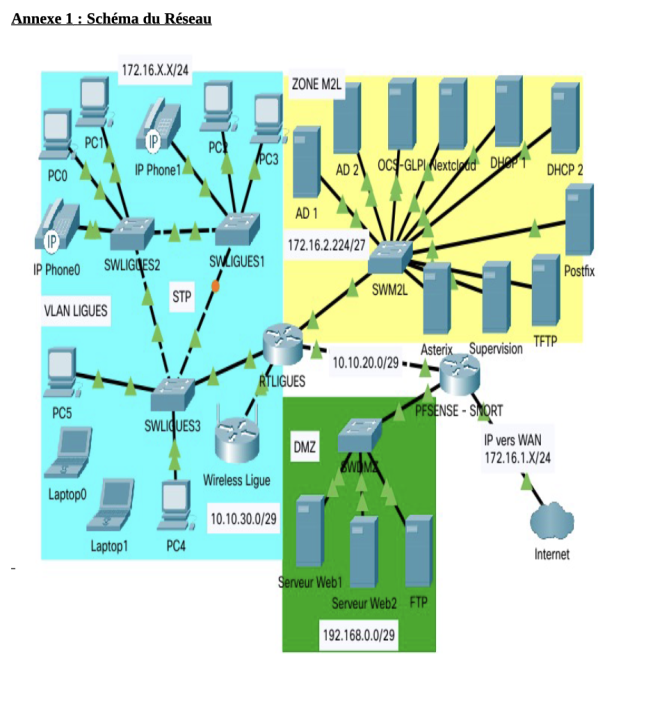 Annexe 1 : Schéma du Réseau
172.16.X.X/24
ZONE M2L
PC1
PC2
PC3
PC0
IP
IP Phone1
AD 2
OCS-GLPI
Nextcloud
DHCP 1
DHCP 2
AD 1
IP
IP Phone0
SWLIGUES2
SWLIGUES1
172.16.2.224/27
SWM2L
Postfix
VLAN LIGUES
STP
Asterix
Supervision
TFTP
RTLIGUES
10.10.20.0/29
PC5
SWLIGUES3
PFSENSE - SNORT
DMZ
SWDMZ
IP vers WAN
172.16.1.X/24
Laptop0
Wireless Ligue
10.10.30.0/29
Laptop1
PC4
Internet
Serveur Web1
Serveur Web2
FTP
192.168.0.0/29